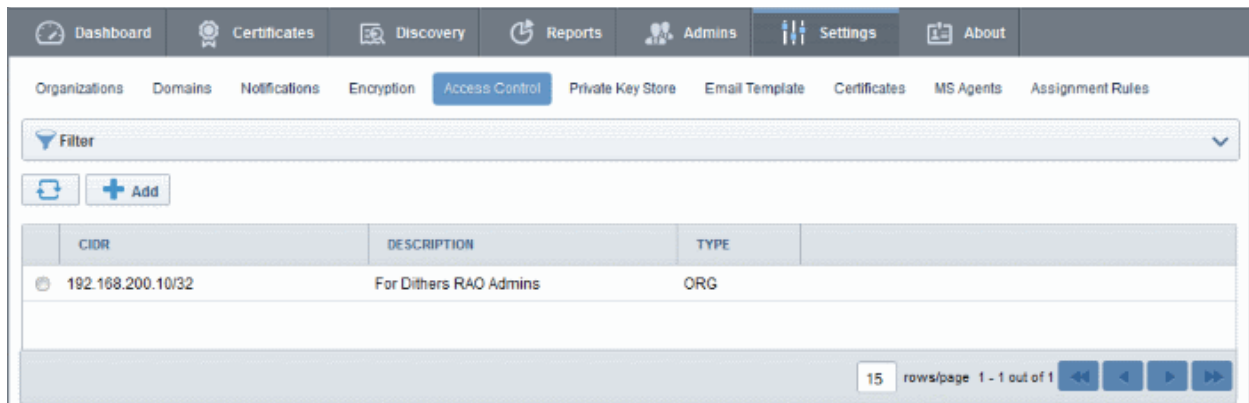 Dashboard Certificates Discovery Reports Admins Settings About
Organizations Domains Notifications Encryption Access Control Private Key Store Email Template Certificates MS Agents Assignment Rules
Filter
Add
CIDR DESCRIPTION TYPE
192.168.200.10/32 For Dithers RAO Admins ORG
15 rows/page 1 - 1 out of 1